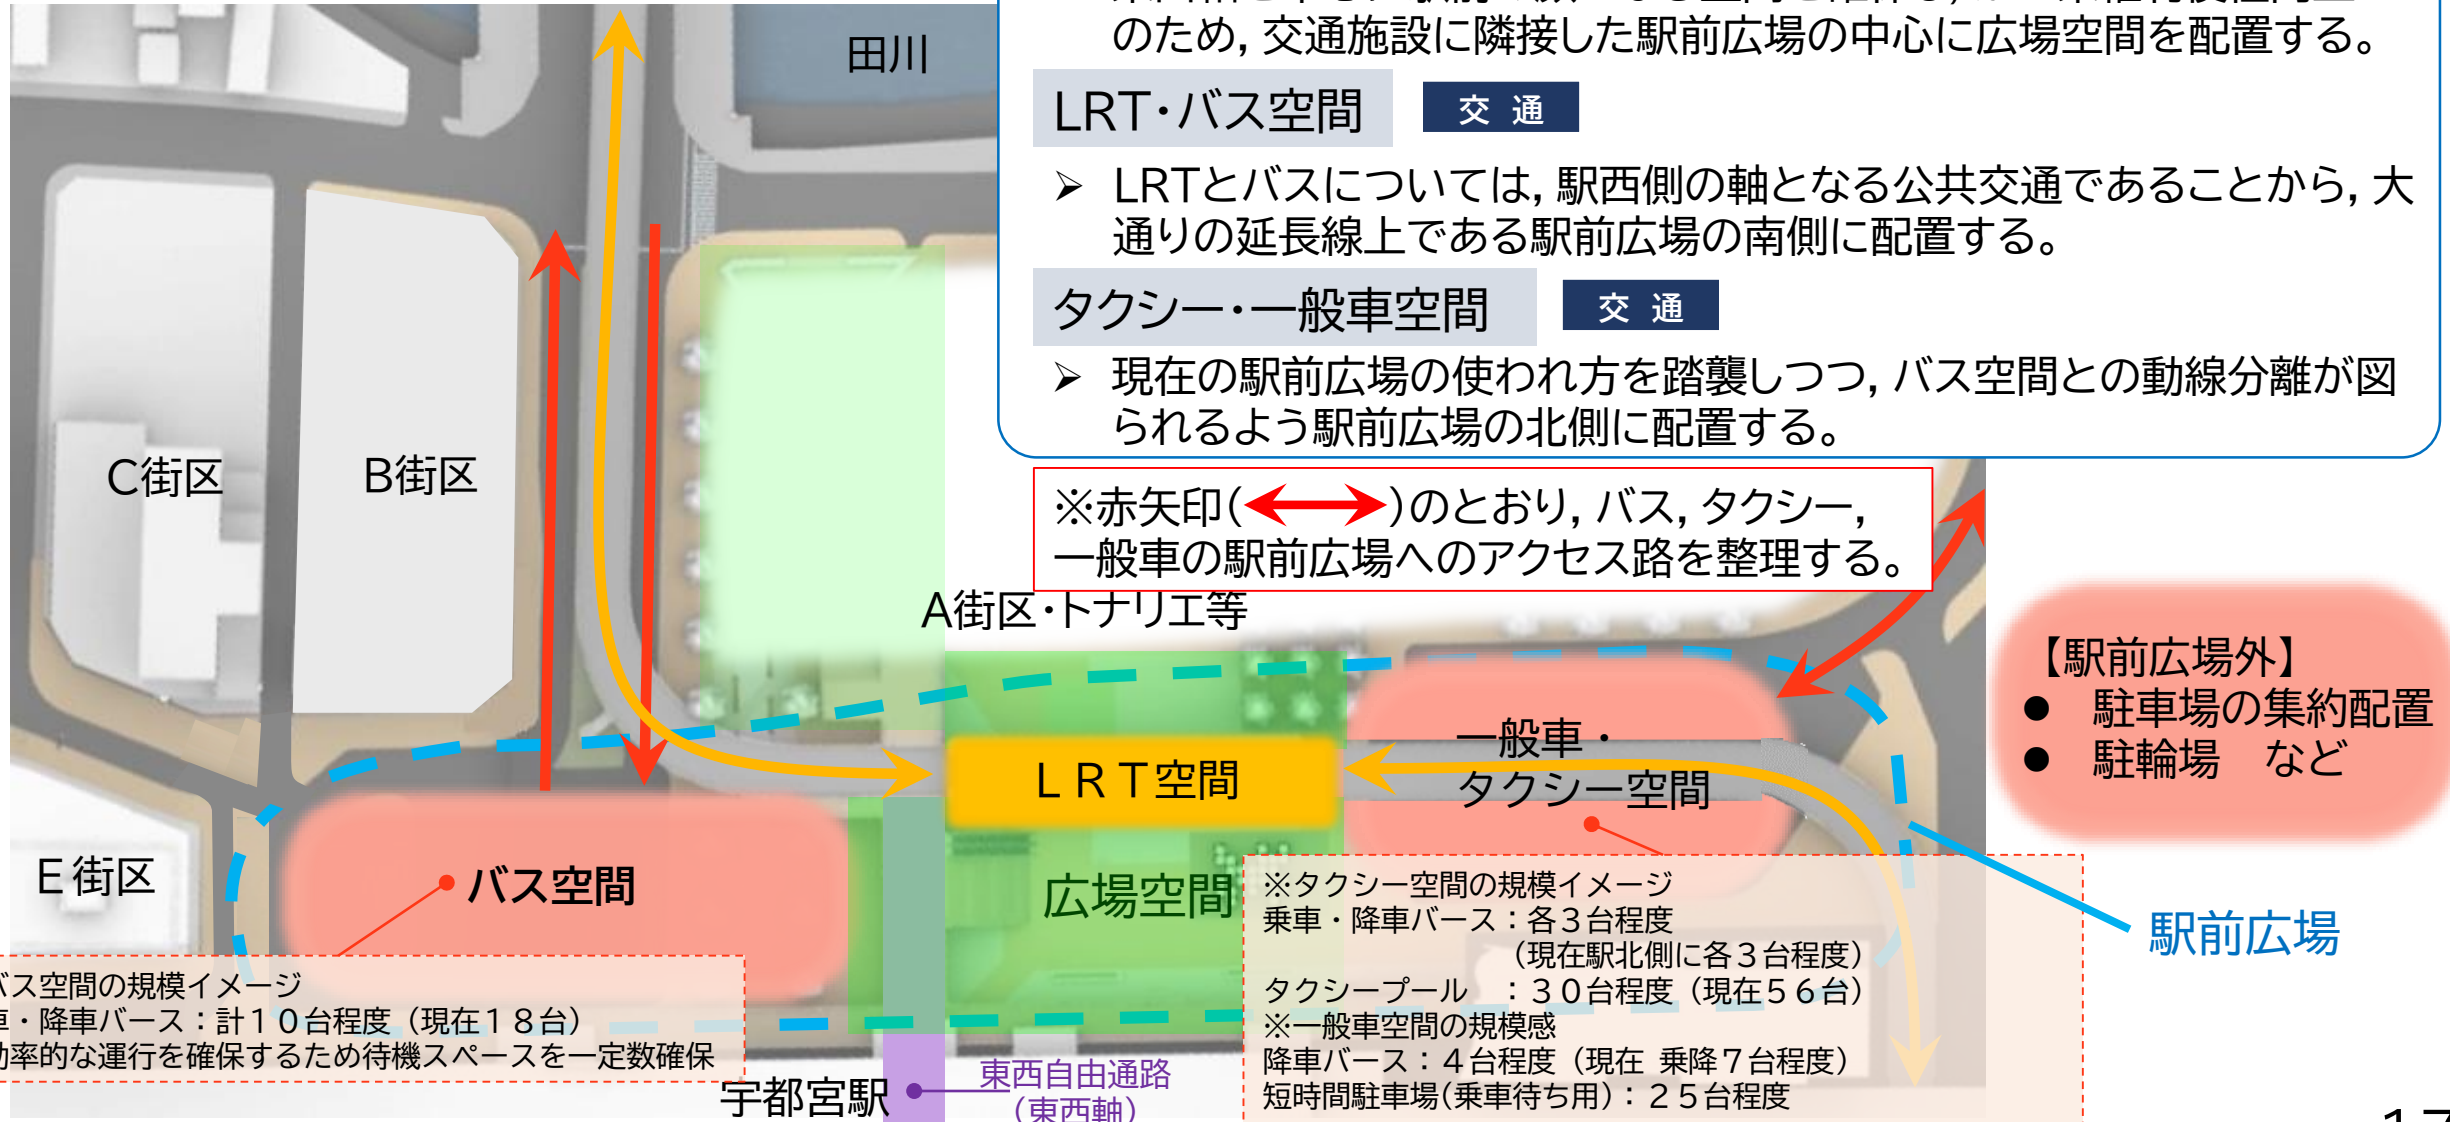 のため，交通施設に隣接した駅前広場の中心に広場空間を配置する。
LRT・バス空間
交 通
➢ LRTとバスについては，駅西側の軸となる公共交通であることから，大
通りの延長線上である駅前広場の南側に配置する。
タクシー・一般車空間
交 通
➢ 現在の駅前広場の使われ方を踏襲しつつ，バス空間との動線分離が図
られるよう駅前広場の北側に配置する。
※赤矢印( )のとおり，バス，タクシー，
一般車の駅前広場へのアクセス路を整理する。
田川
C街区
B街区
A街区・トナリエ等
【駅前広場外】
● 駐車場の集約配置
● 駐輪場　など
一般車・
タクシー空間
ＬＲＴ空間
Ｅ街区
バス空間
広場空間
駅前広場
※タクシー空間の規模イメージ
乗車・降車バース：各３台程度
（現在駅北側に各３台程度）
タクシープール　：３０台程度（現在５６台）
※一般車空間の規模感
降車バース：４台程度（現在 乗降７台程度）
短時間駐車場(乗車待ち用)：２５台程度
バス空間の規模イメージ
・降車バース：計１０台程度（現在１８台）
率的な運行を確保するため待機スペースを一定数確保
宇都宮駅
東西自由通路
（東西軸）
17